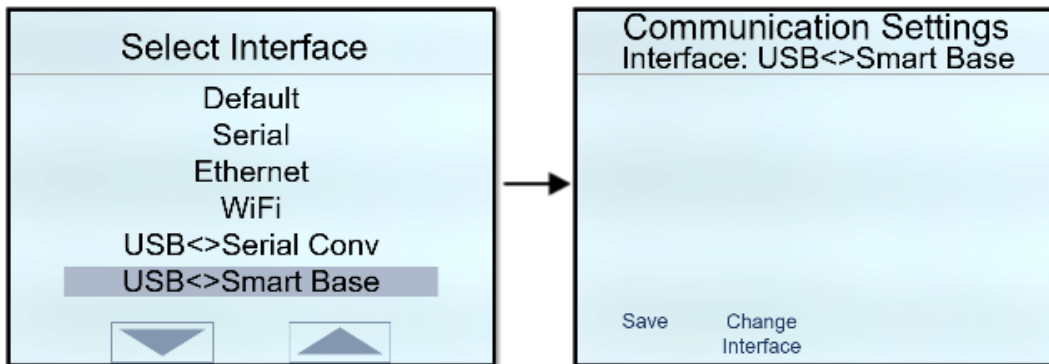 Select Interface
Default
Serial
Ethernet
WiFi
USB<>Serial Conv
USB<>Smart Base
Communication Settings
Interface: USB<>Smart Base
Save
Change
Interface